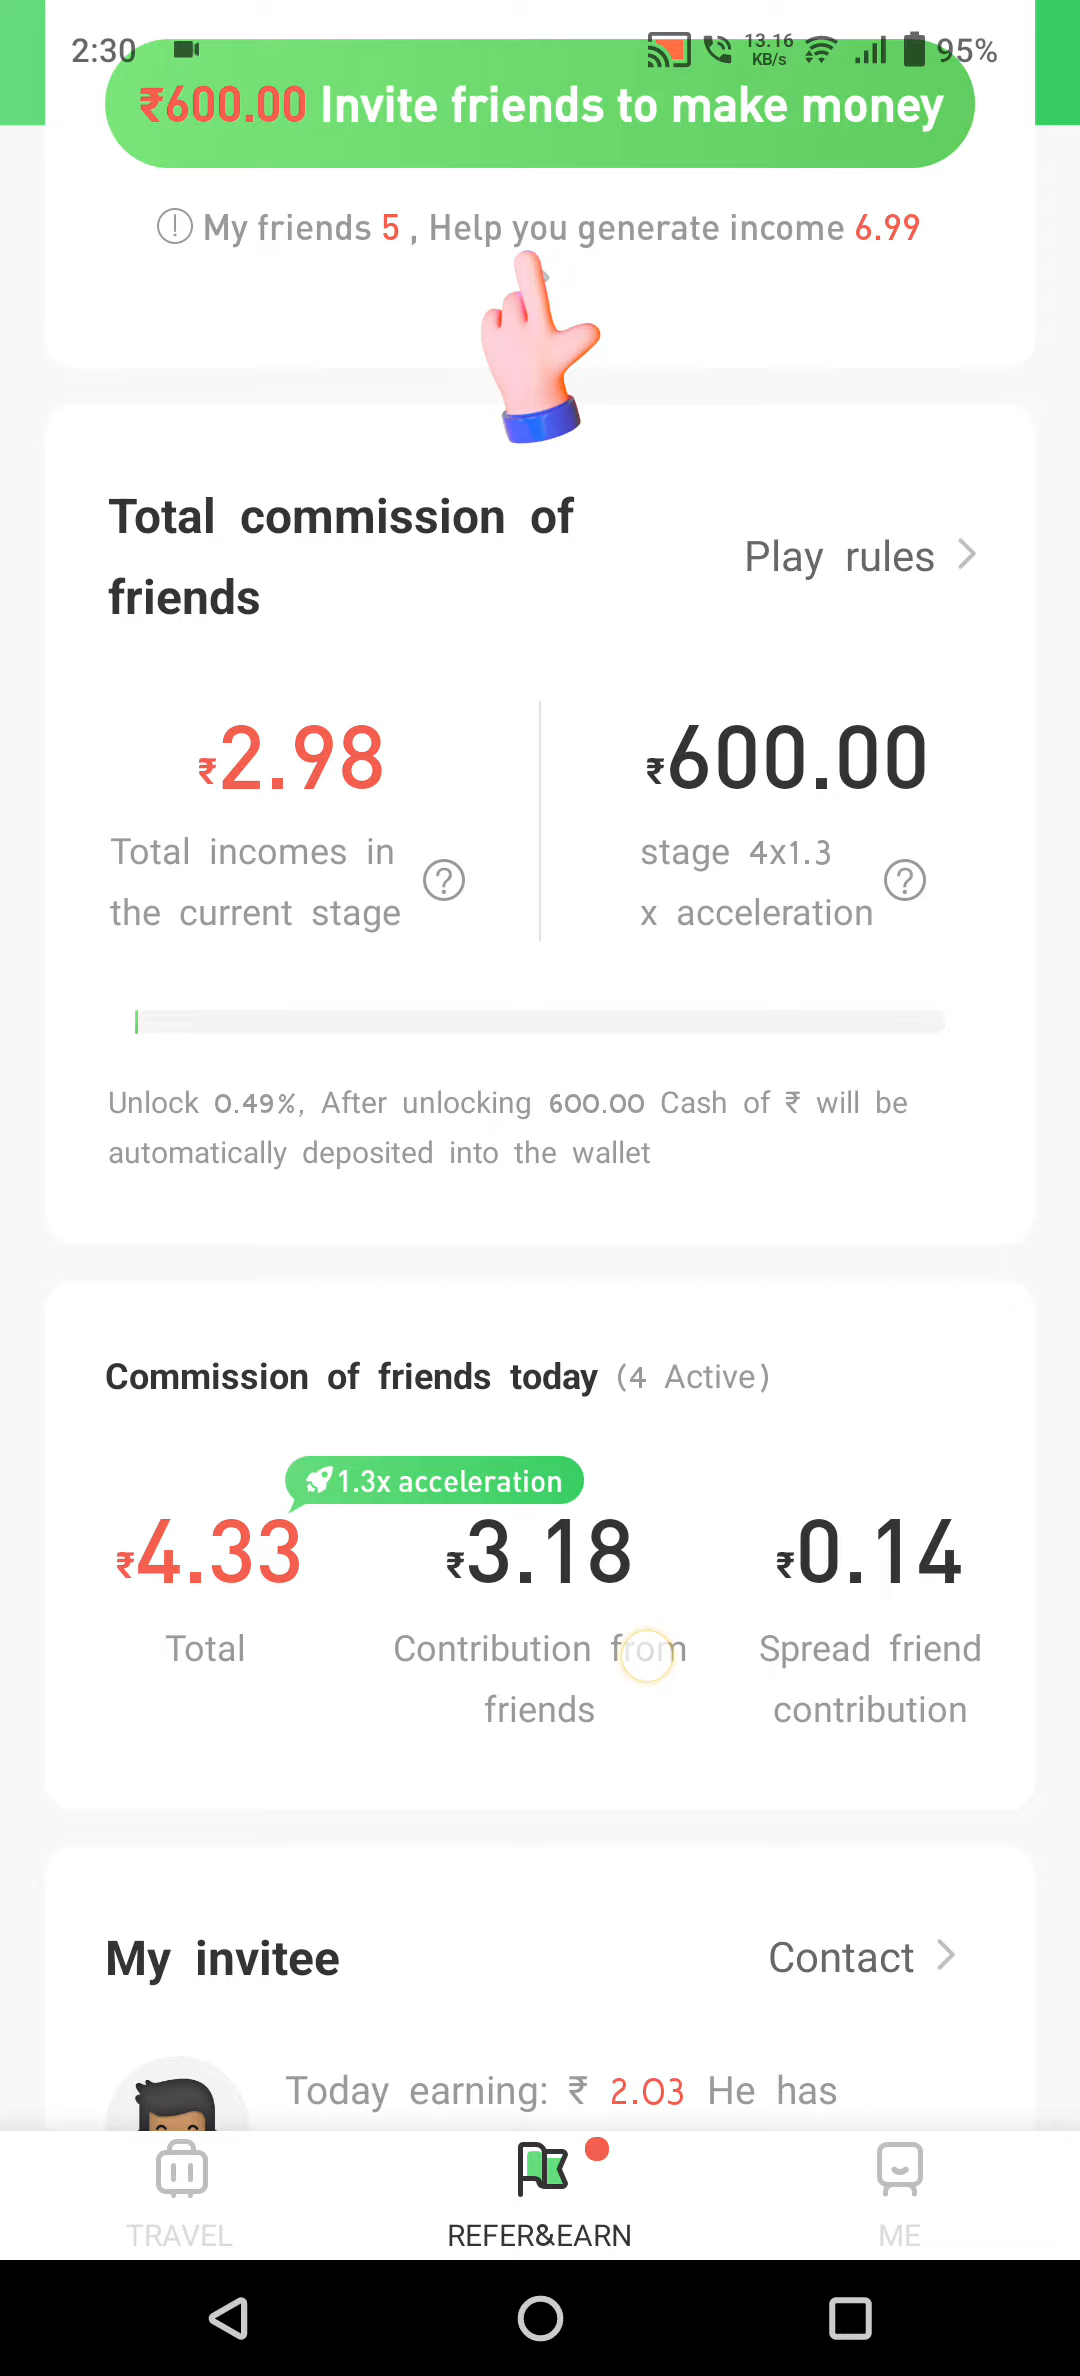 2:30
13.16
KB/s
95%
₹600.00 Invite friends to make money
My friends 5 , Help you generate income 6.99
Total commission of
friends
Play rules
₹2.98
Total incomes in
the current stage
₹600.00
stage 4x1.3
x acceleration
Unlock 0.49%, After unlocking 600.00 Cash of ₹ will be
automatically deposited into the wallet
Commission of friends today (4 Active)
1.3x acceleration
₹4.33
Total
₹3.18
Contribution from
friends
₹0.14
Spread friend
contribution
My invitee
Contact
Today earning: ₹ 2.03 He has
TRAVEL
REFER&EARN
ME